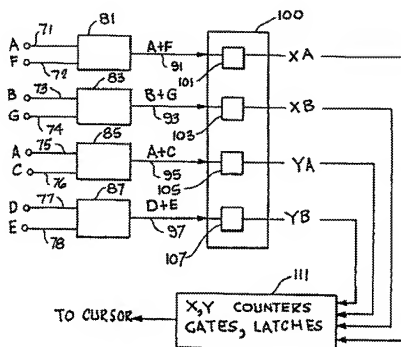 100
A 71 81 A+F 101 XA
F 72 91
B 73 83 B+G 103 XB
G 74 93
A 75 85 A+C 105 YA
C 76 95
D 77 87 D+E 107 YB
E 78 97
111
TO CURSOR X,Y COUNTERS
GATES, LATCHES